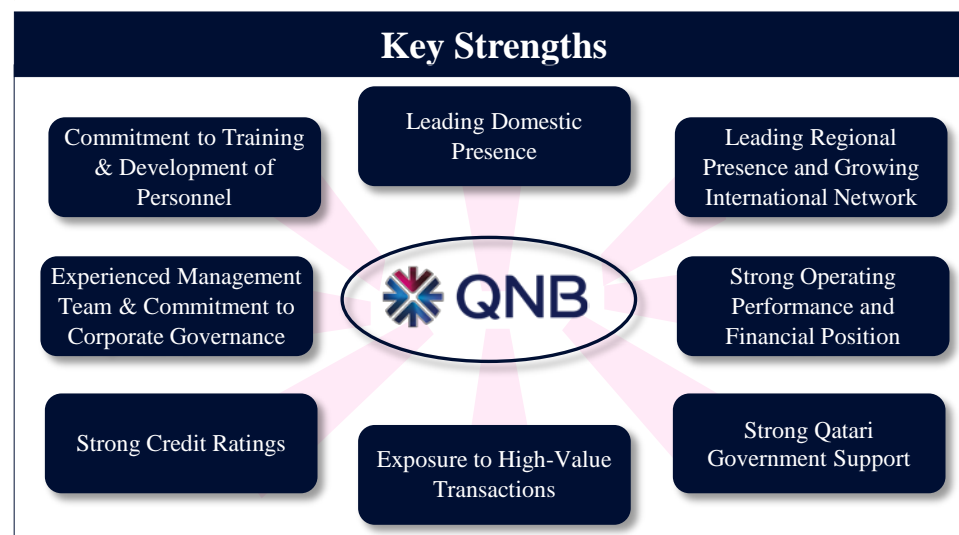 Key Strengths
Leading Domestic
Presence
Commitment to Training
& Development of
Personnel
Leading Regional
Presence and Growing
International Network
Experienced Management
Team & Commitment to
Corporate Governance
QNB
Strong Operating
Performance and
Financial Position
Strong Credit Ratings
Exposure to High-Value
Transactions
Strong Qatari
Government Support